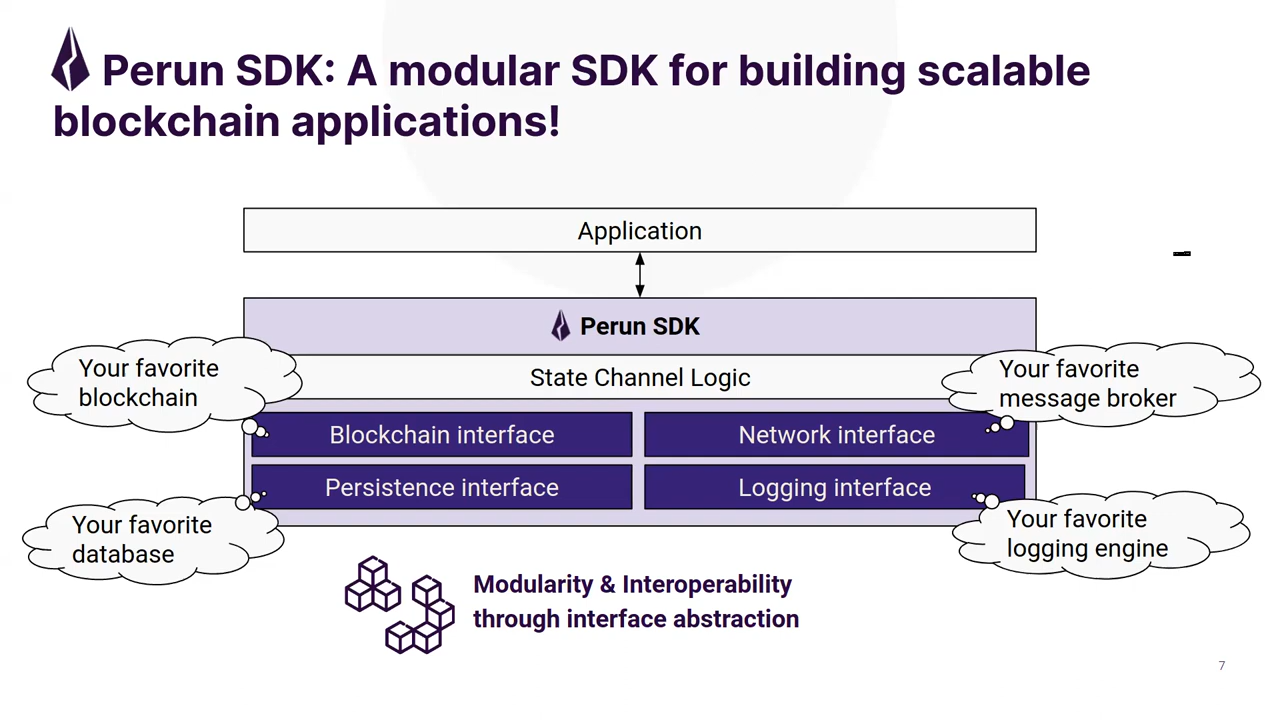 Perun SDK: A modular SDK for building scalable
blockchain applications!
Application
Perun SDK
State Channel Logic
Your favorite
blockchain
Your favorite
message broker
Blockchain interface
Network interface
Persistence interface
Logging interface
Your favorite
database
Your favorite
logging engine
Modularity & Interoperability
through interface abstraction
7